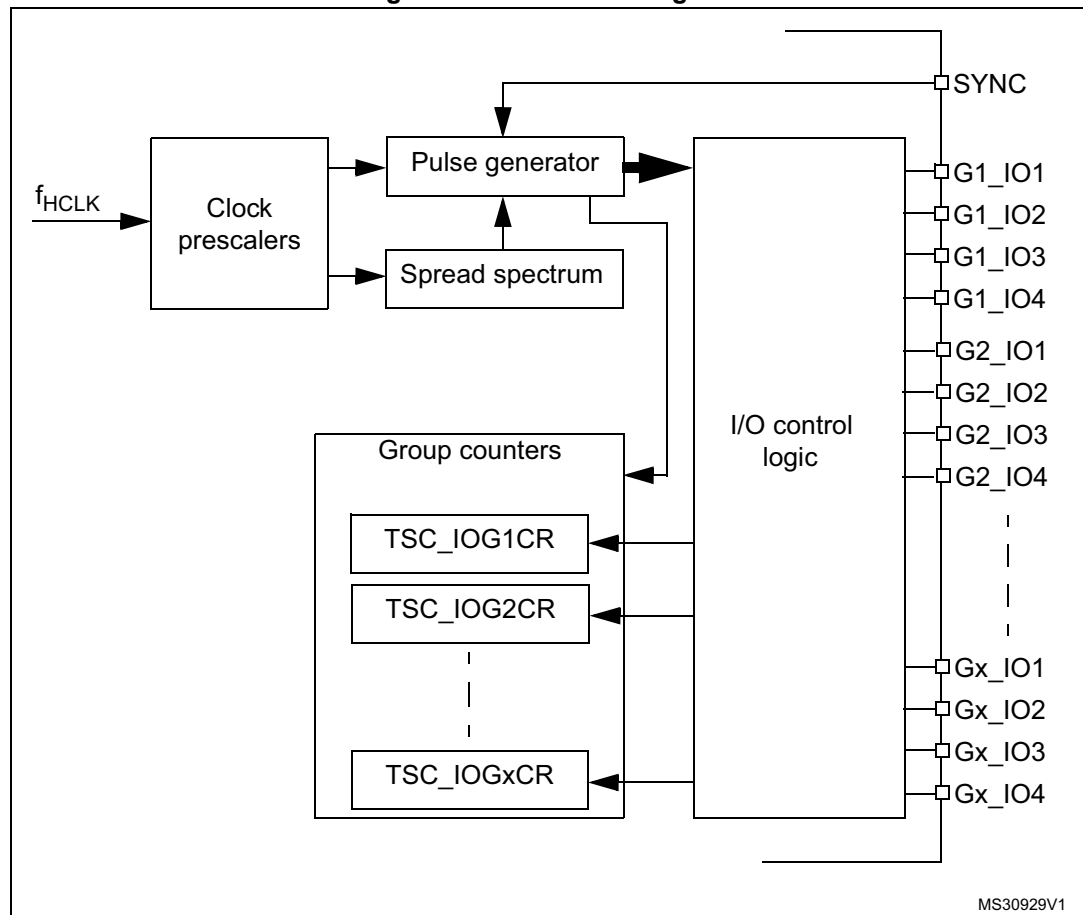 SYNC
Pulse generator
G1_IO1
fHCLK
Clock
prescalers
G1_IO2
G1_IO3
Spread spectrum
G1_IO4
G2_IO1
G2_IO2
I/O control
logic
G2_IO3
Group counters
G2_IO4
TSC_IOG1CR
TSC_IOG2CR
Gx_IO1
Gx_IO2
Gx_IO3
TSC_IOGxCR
Gx_IO4
MS30929V1